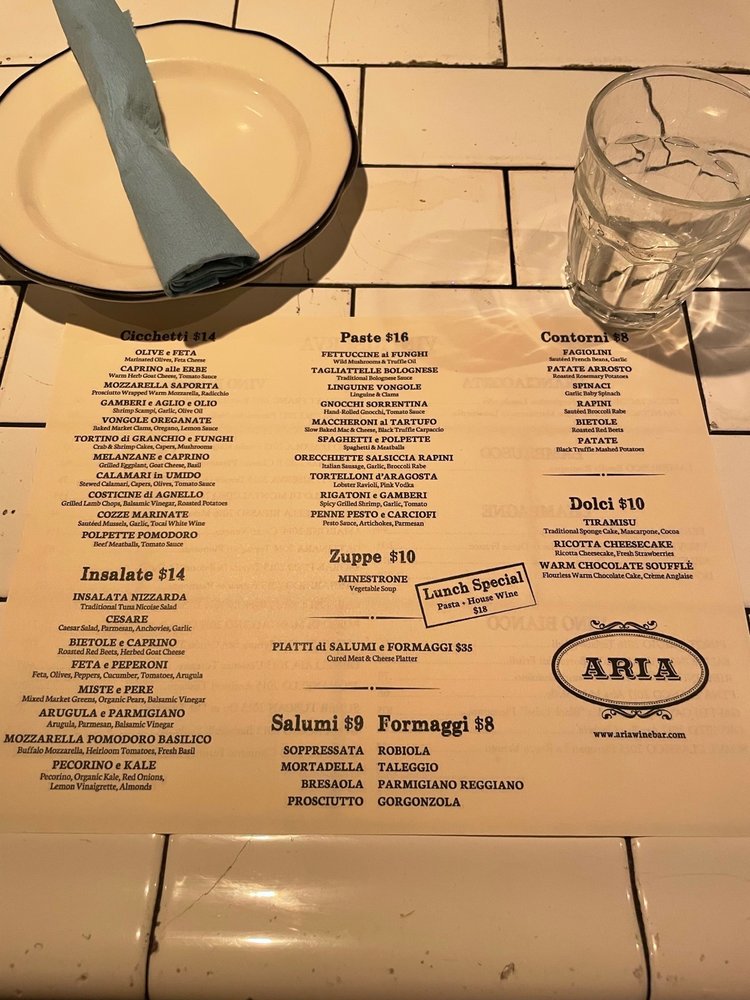 Cicchetti $14
OLIVE e FETA
Marinated Olives, Feta Cheese
CAPRINO alle ERBE
Warm Herb Goat Cheese, Tomato Sauce
MOZZARELLA SAPORITA
Prosciutto Wrapped Warm Mozzarella, Radicchio
GAMBERI e AGLIO e OLIO
Shrimp Scampi, Garlic, Olive Oil
VONGOLE OREGANATE
Baked Market Clams, Oregano, Lemon Sauce
TORTINO di GRANCHIO e FUNGHI
Crab & Shrimp Cakes, Capers, Mushrooms
MELANZANE e CAPRINO
Grilled Eggplant, Goat Cheese, Basil
CALAMARI in UMIDO
Stewed Calamari, Capers, Olives, Tomato Sauce
COSTICINE di AGNELLO
Grilled Lamb Chops, Balsamic Vinegar, Roasted Potatoes
COZZE MARINATE
Sautéed Mussels, Garlic, Tocai White Wine
POLPETTE POMODORO
Beef Meatballs, Tomato Sauce
Insalate $14
INSALATA NIZZARDA
Traditional Tuna Nicoise Salad
CESARE
Caesar Salad, Parmesan, Anchovies, Garlic
BIETOLE e CAPRINO
Roasted Red Beets, Herbed Goat Cheese
FETA e PEPERONI
Feta, Olives, Peppers, Cucumber, Tomatoes, Arugula
MISTE e PERE
Mixed Market Greens, Organic Pears, Balsamic Vinegar
ARUGULA e PARMIGIANO
Arugula, Parmesan, Balsamic Vinegar
MOZZARELLA POMODORO BASILICO
Buffalo Mozzarella, Heirloom Tomatoes, Fresh Basil
PECORINO e KALE
Pecorino, Organic Kale, Red Onions,
Lemon Vinaigrette, Almonds
Paste $16
FETTUCCINE ai FUNGHI
Wild Mushrooms & Truffle Oil
TAGLIATTELLE BOLOGNESE
Traditional Bolognese Sauce
LINGUINE VONGOLE
Linguine & Clams
GNOCCHI SORRENTINA
Hand-Rolled Gnocchi, Tomato Sauce
MACCHERONI al TARTUFO
Slow Baked Mac & Cheese, Black Truffle Carpaccio
SPAGHETTI e POLPETTE
Spaghetti & Meatballs
ORECCHIETTE SALSICCIA RAPINI
Italian Sausage, Garlic, Broccoli Rabe
TORTELLONI d'ARAGOSTA
Lobster Ravioli, Pink Vodka
RIGATONI e GAMBERI
Spicy Grilled Shrimp, Garlic, Tomato
PENNE PESTO e CARCIOFI
Pesto Sauce, Artichokes, Parmesan
Zuppe $10
MINESTRONE
Vegetable Soup
Lunch Special
Pasta + House Wine
$18
PIATTI di SALUMI e FORMAGGI $35
Cured Meat & Cheese Platter
Salumi $9
SOPPRESSATA
MORTADELLA
BRESAOLA
PROSCIUTTO
Formaggi $8
ROBIOLA
TALEGGIO
PARMIGIANO REGGIANO
GORGONZOLA
Contorni $8
FAGIOLINI
Sautéed French Beans, Garlic
PATATE ARROSTO
Roasted Rosemary Potatoes
SPINACI
Garlic Baby Spinach
RAPINI
Sautéed Broccoli Rabe
BIETOLE
Roasted Red Beets
PATATE
Black Truffle Mashed Potatoes
Dolci $10
TIRAMISU
Traditional Sponge Cake, Mascarpone, Cocoa
RICOTTA CHEESECAKE
Ricotta Cheesecake, Fresh Strawberries
WARM CHOCOLATE SOUFFLÈ
Flourless Warm Chocolate Cake, Crème Anglaise
ARIA
www.ariawinebar.com